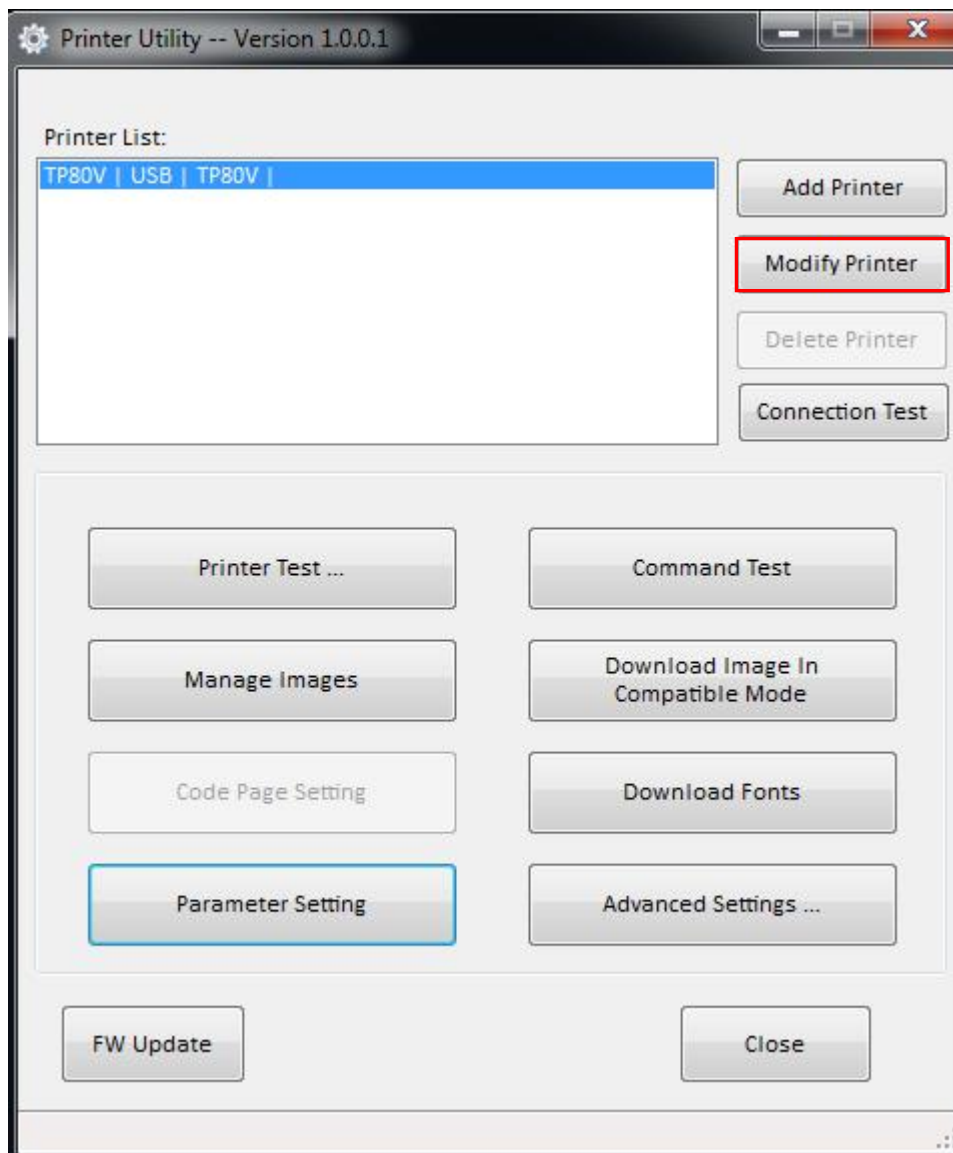 Printer Utility -- Version 1.0.0.1
Printer List:
TP80V | USB | TP80V |
Add Printer
Modify Printer
Delete Printer
Connection Test
Printer Test ...
Command Test
Manage Images
Download Image In
Compatible Mode
Code Page Setting
Download Fonts
Parameter Setting
Advanced Settings ...
FW Update
Close